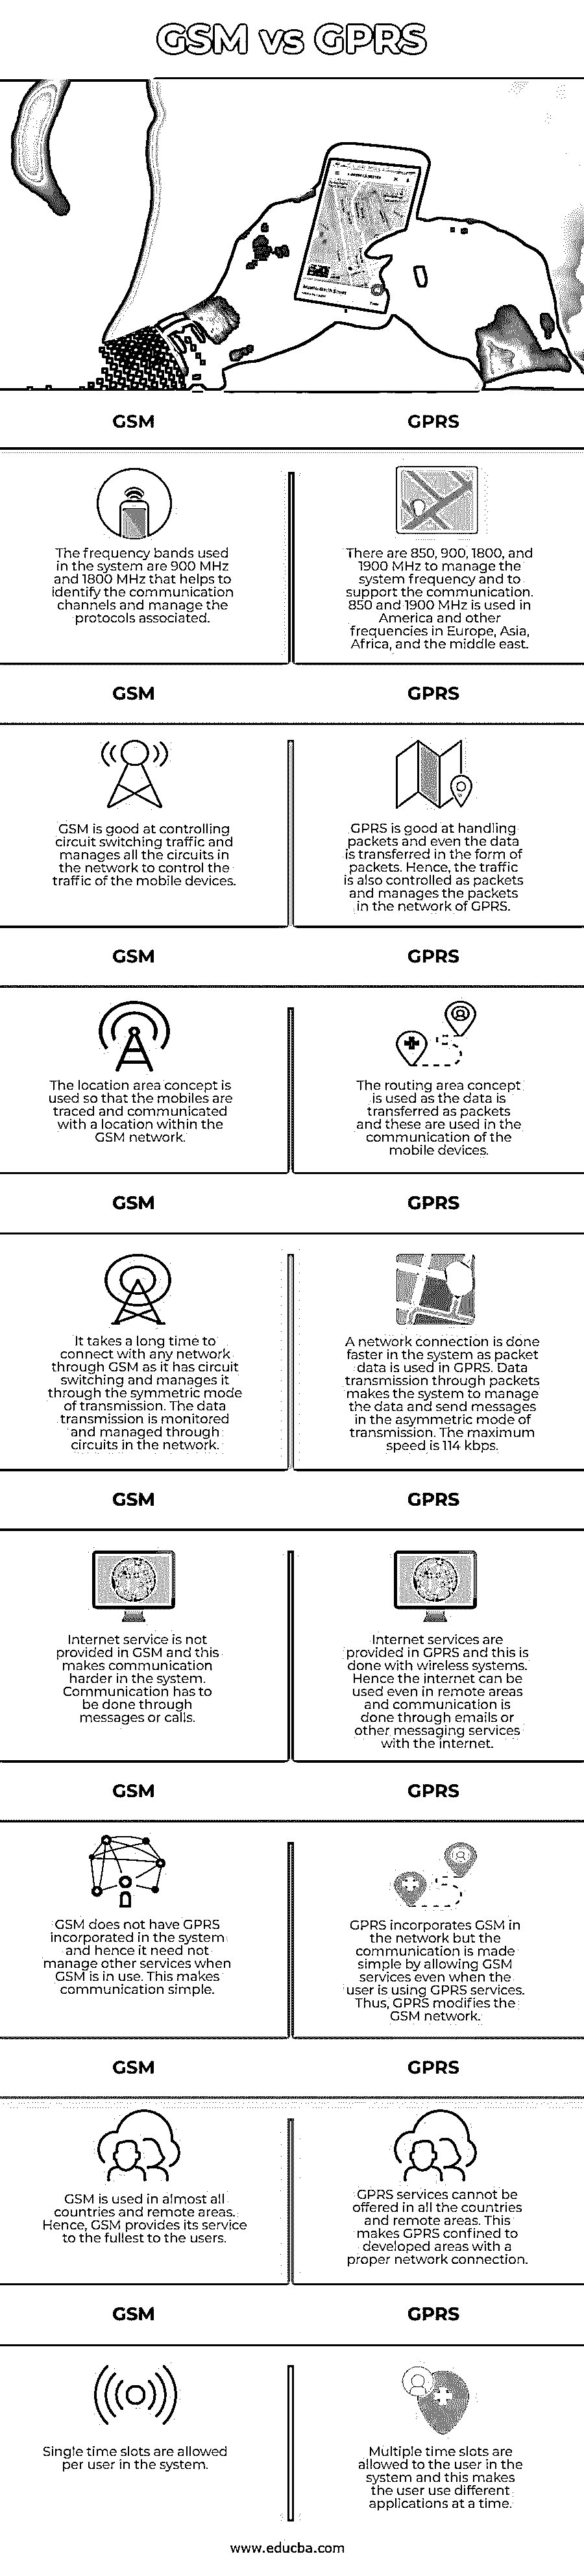 GSM vs GPRS
GSM
GPRS
The frequency bands used
in the system are 900 MHz
and 1800 MHz that helps to
identify the communication
channels and manage the
protocols associated.
There are 850, 900, 1800, and
1900 MHz to manage the
system frequency and to
support the communication.
850 and 1900 MHz is used in
America and other
frequencies in Europe, Asia,
Africa, and the middle east.
GSM
GPRS
GSM is good at controlling
circuit switching traffic and
manages all the circuits in
the network to control the
traffic of the mobile devices.
GPRS is good at handling
packets and even the data
is transferred in the form of
packets. Hence, the traffic
is also controlled as packets
and manages the packets
in the network of GPRS.
GSM
GPRS
The location area concept is
used so that the mobiles are
traced and communicated
with a location within the
GSM network.
The routing area concept
is used as the data is
transferred as packets
and these are used in the
communication of the
mobile devices.
GSM
GPRS
It takes a long time to
connect with any network
through GSM as it has circuit
switching and manages it
through the symmetric mode
of transmission. The data
transmission is monitored
and managed through
circuits in the network.
A network connection is done
faster in the system as packet
data is used in GPRS. Data
transmission through packets
makes the system to manage
the data and send messages
in the asymmetric mode of
transmission. The maximum
speed is 114 kbps.
GSM
GPRS
Internet service is not
provided in GSM and this
makes communication
harder in the system.
Communication has to
be done through
messages or calls.
Internet services are
provided in GPRS and this is
done with wireless systems.
Hence the internet can be
used even in remote areas
and communication is
done through emails or
other messaging services
with the internet.
GSM
GPRS
GSM does not have GPRS
incorporated in the system
and hence it need not
manage other services when
GSM is in use. This makes
communication simple.
GPRS incorporates GSM in
the network but the
communication is made
simple by allowing GSM
services even when the
user is using GPRS services.
Thus, GPRS modifies the
GSM network.
GSM
GPRS
GSM is used in almost all
countries and remote areas.
Hence, GSM provides its service
to the fullest to the users.
GPRS services cannot be
offered in all the countries
and remote areas. This
makes GPRS confined to
developed areas with a
proper network connection.
GSM
GPRS
Single time slots are allowed
per user in the system.
Multiple time slots are
allowed to the user in the
system and this makes
the user use different
applications at a time.
www.educba.com